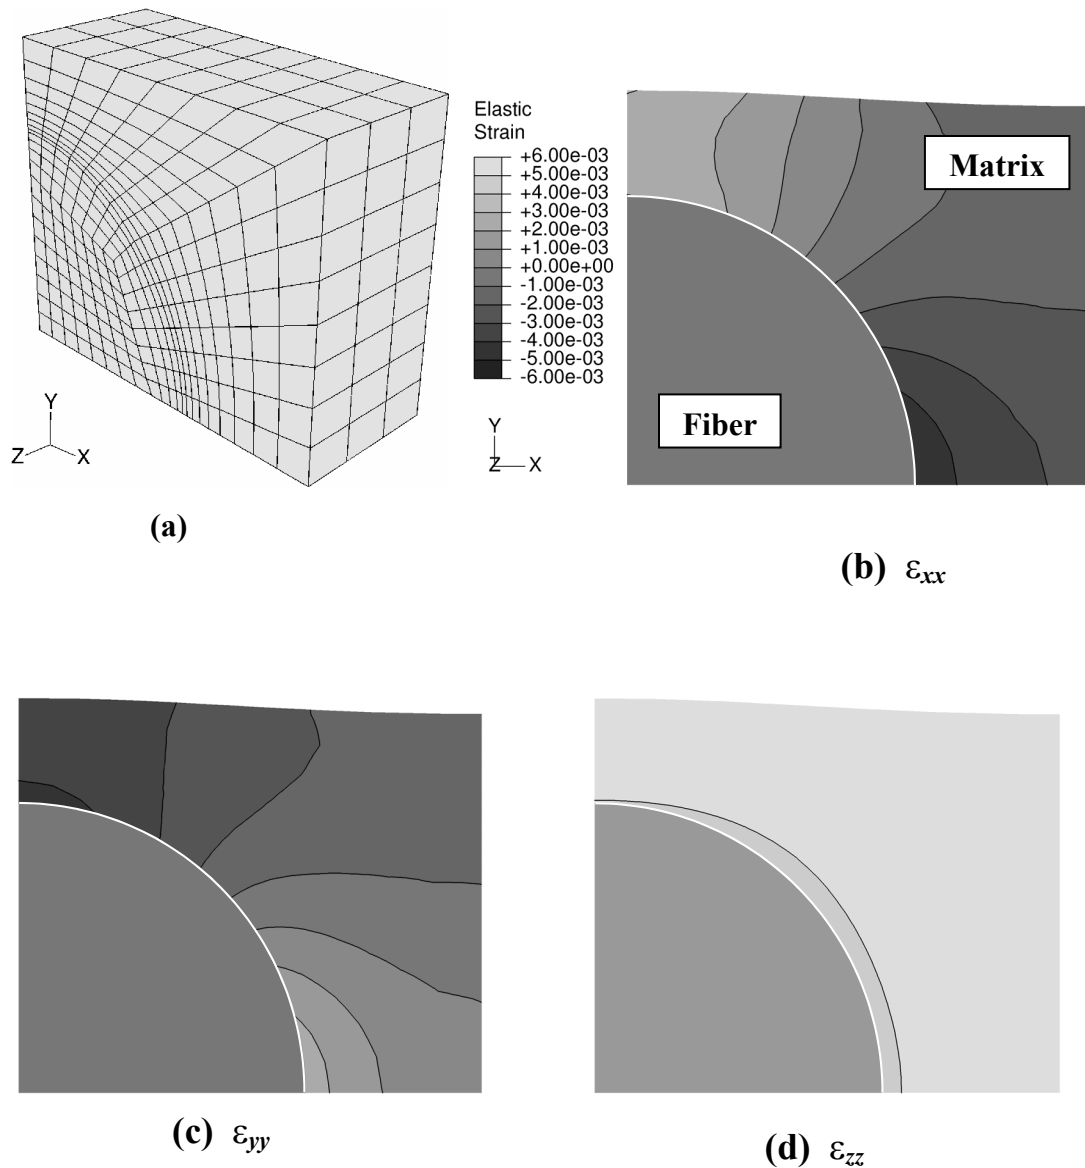 Elastic
Strain
+6.00e-03
+5.00e-03
+4.00e-03
+3.00e-03
+2.00e-03
+1.00e-03
+0.00e+00
-1.00e-03
-2.00e-03
-3.00e-03
-4.00e-03
-5.00e-03
-6.00e-03
Y
Z X
Y
Z X
Matrix
Fiber
(a)
(b) εxx
(c) εyy
(d) εzz